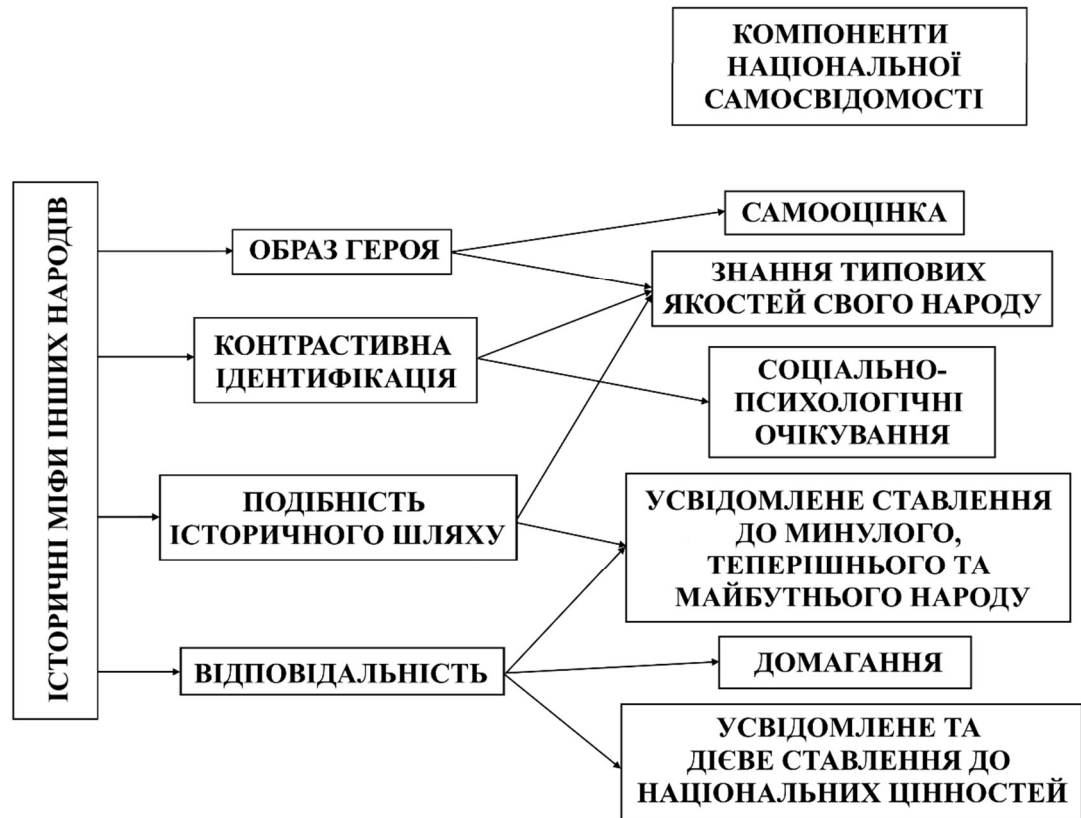 КОМПОНЕНТИ
НАЦІОНАЛЬНОЇ
САМОСВІДОМОСТІ
ІСТОРИЧНІ МІФИ ІНШИХ НАРОДІВ
ОБРАЗ ГЕРОЯ
КОНТРАСТИВНА
ІДЕНТИФІКАЦІЯ
ПОДІБНІСТЬ
ІСТОРИЧНОГО ШЛЯХУ
ВІДПОВІДАЛЬНІСТЬ
САМООЦІНКА
ЗНАННЯ ТИПОВИХ
ЯКОСТЕЙ СВОГО НАРОДУ
СОЦІАЛЬНО-
ПСИХОЛОГІЧНІ
ОЧІКУВАННЯ
УСВІДОМЛЕНЕ СТАВЛЕННЯ
ДО МИНУЛОГО,
ТЕПЕРІШНЬОГО ТА
МАЙБУТНЬОГО НАРОДУ
ДОМАГАННЯ
УСВІДОМЛЕНЕ ТА
ДІЄВЕ СТАВЛЕННЯ ДО
НАЦІОНАЛЬНИХ ЦІННОСТЕЙ